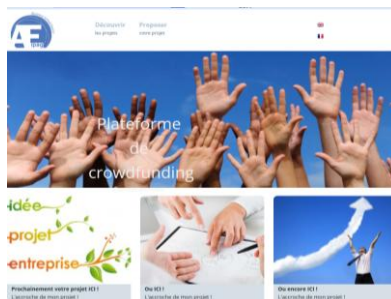 Découvrir
les projets
Proposer
votre projet
Plateforme
de
crowdfunding
idée
projet
entreprise
Prochainement votre projet ICI !
L'accroche de mon projet !
Ou ICI !
L'accroche de mon projet !
Ou encore ICI !
L'accroche de mon projet !